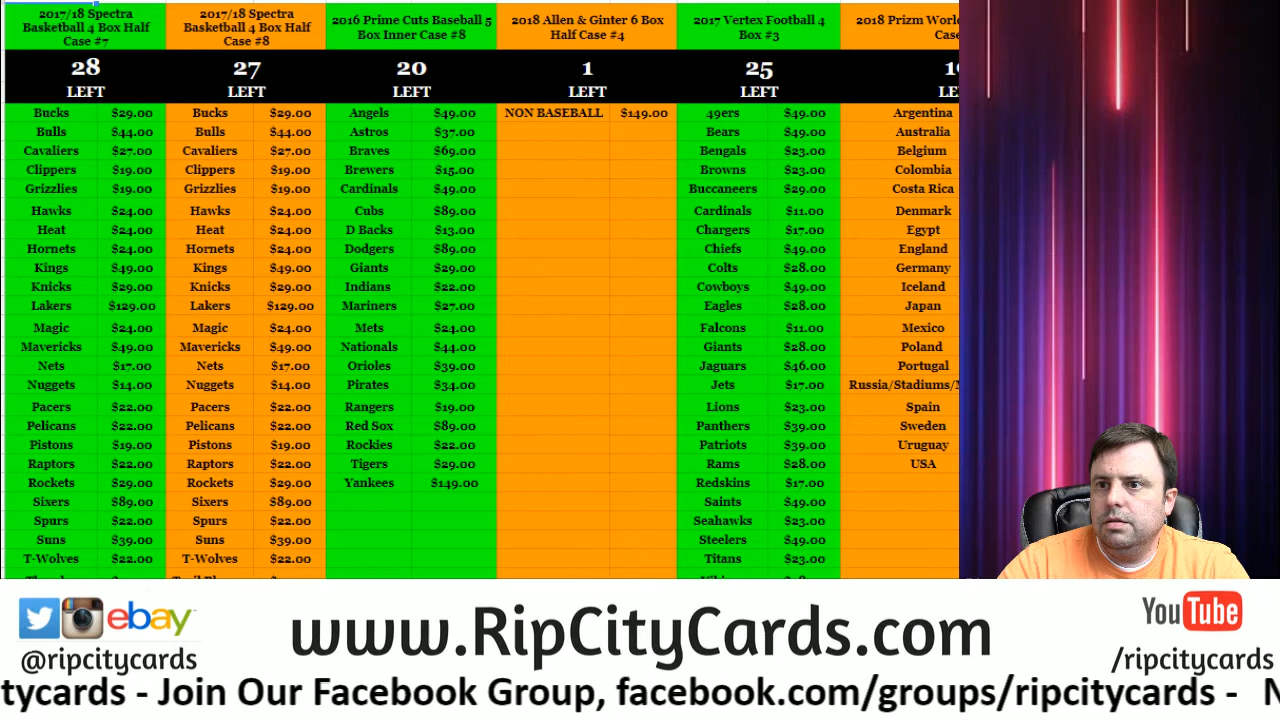 2017/18 Spectra
Basketball 4 Box Half
Case #7
28
LEFT
Bucks $29.00
Bulls $44.00
Cavaliers $27.00
Clippers $19.00
Grizzlies $19.00
Hawks $24.00
Heat $24.00
Hornets $24.00
Kings $49.00
Knicks $29.00
Lakers $129.00
Magic $24.00
Mavericks $49.00
Nets $17.00
Nuggets $14.00
Pacers $22.00
Pelicans $22.00
Pistons $19.00
Raptors $22.00
Rockets $29.00
Sixers $89.00
Spurs $22.00
Suns $39.00
T-Wolves $22.00
2017/18 Spectra
Basketball 4 Box Half
Case #8
27
LEFT
Bucks $29.00
Bulls $44.00
Cavaliers $27.00
Clippers $19.00
Grizzlies $19.00
Hawks $24.00
Heat $24.00
Hornets $24.00
Kings $49.00
Knicks $29.00
Lakers $129.00
Magic $24.00
Mavericks $49.00
Nets $17.00
Nuggets $14.00
Pacers $22.00
Pelicans $22.00
Pistons $19.00
Raptors $22.00
Rockets $29.00
Sixers $89.00
Spurs $22.00
Suns $39.00
T-Wolves $22.00
2016 Prime Cuts Baseball 5
Box Inner Case #8
20
LEFT
Angels $49.00
Astros $37.00
Braves $69.00
Brewers $15.00
Cardinals $49.00
Cubs $89.00
D Backs $13.00
Dodgers $89.00
Giants $29.00
Indians $22.00
Mariners $27.00
Mets $24.00
Nationals $44.00
Orioles $39.00
Pirates $34.00
Rangers $19.00
Red Sox $89.00
Rockies $22.00
Tigers $29.00
Yankees $149.00
2018 Allen & Ginter 6 Box
Half Case #4
1
LEFT
NON BASEBALL $149.00
2017 Vertex Football 4
Box #3
25
LEFT
49ers $49.00
Bears $49.00
Bengals $23.00
Browns $23.00
Buccaneers $29.00
Cardinals $11.00
Chargers $17.00
Chiefs $49.00
Colts $28.00
Cowboys $49.00
Eagles $28.00
Falcons $11.00
Giants $28.00
Jaguars $46.00
Jets $17.00
Lions $23.00
Panthers $39.00
Patriots $39.00
Rams $28.00
Redskins $17.00
Saints $49.00
Seahawks $23.00
Steelers $49.00
Titans $23.00
2018 Prizm Worl
Case
LE
Argentina
Australia
Belgium
Colombia
Costa Rica
Denmark
Egypt
England
Germany
Iceland
Japan
Mexico
Poland
Portugal
Russia/Stadiums/
Spain
Sweden
Uruguay
USA
ebay
@ripcitycards
www.RipCityCards.com
YouTube
/ripcitycards
tycards - Join Our Facebook Group, facebook.com/groups/ripcitycards -